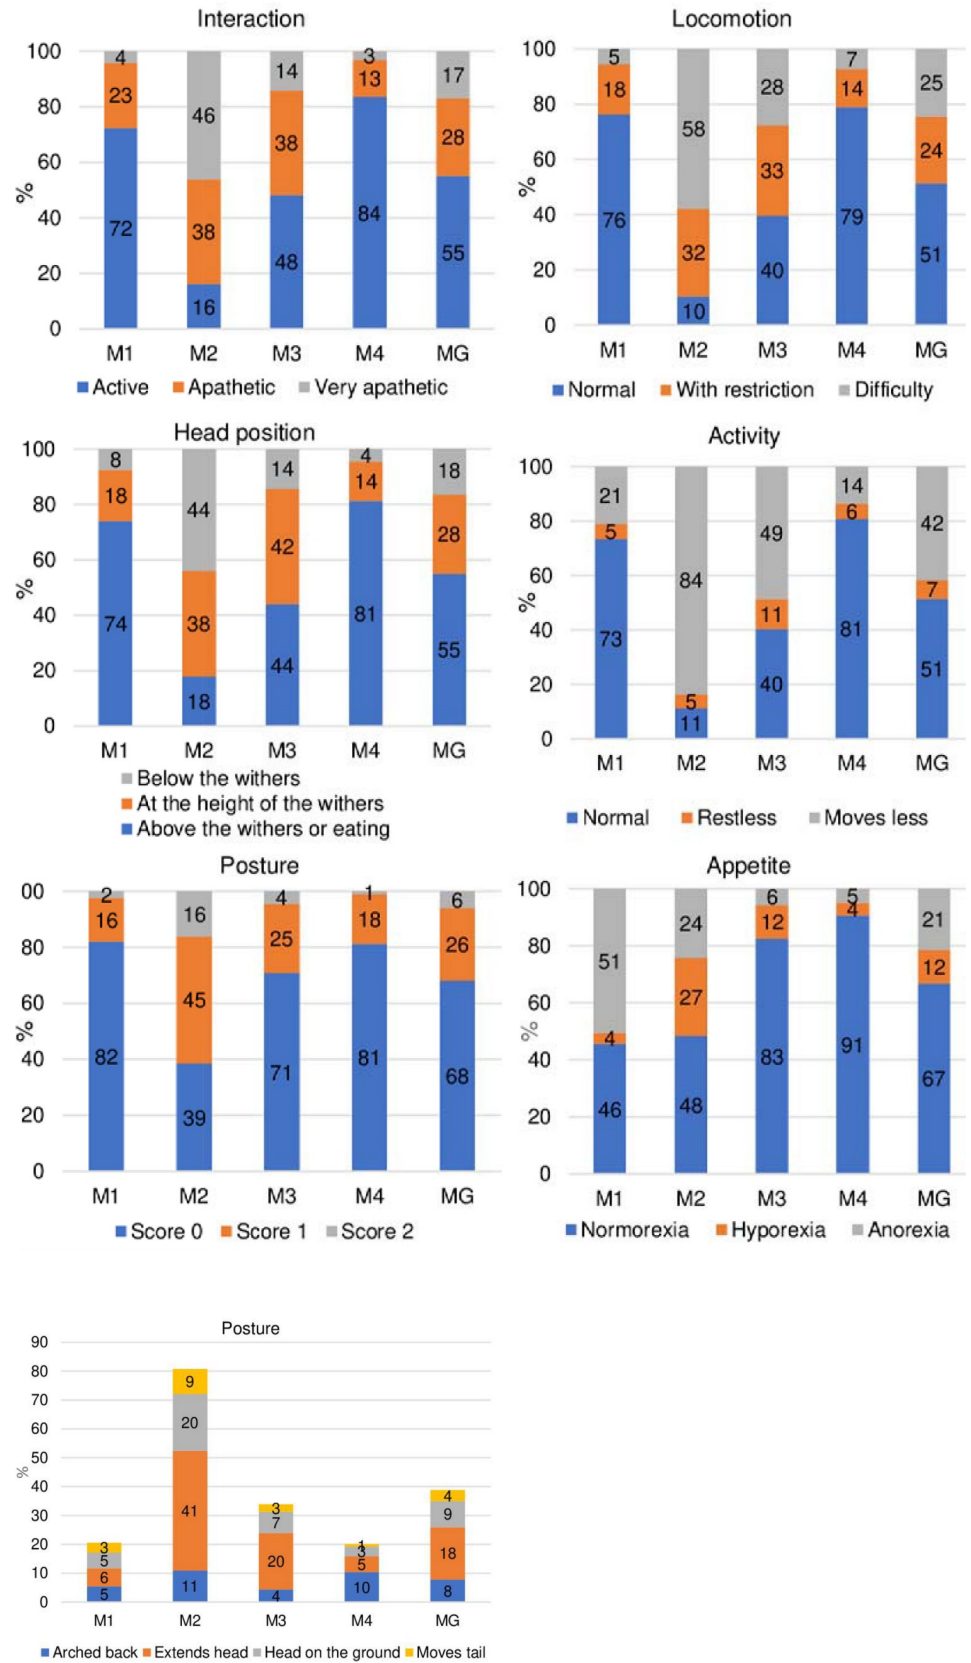 Interaction
100
80
60
40
20
0
%
4 46 14 3 17
23 38 38 13 28
72 16 48 84 55
M1 M2 M3 M4 MG
Active Apathetic Very apathetic
Locomotion
100
80
60
40
20
0
%
5 58 28 7 25
18 32 33 14 24
76 10 40 79 51
M1 M2 M3 M4 MG
Normal With restriction Difficulty
Head position
100
80
60
40
20
0
%
8 44 14 4 18
18 38 42 14 28
74 18 44 81 55
M1 M2 M3 M4 MG
Below the withers
At the height of the withers
Above the withers or eating
Activity
100
80
60
40
20
0
%
21 84 49 14 42
5 5 11 6 7
73 11 40 81 51
M1 M2 M3 M4 MG
Normal Restless Moves less
Posture
00
80
60
40
20
0
%
2 16 4 1 6
16 45 25 18 26
82 39 71 81 68
M1 M2 M3 M4 MG
Score 0 Score 1 Score 2
Appetite
100
80
60
40
20
0
%
51 24 6 5 21
4 27 12 4 12
46 48 83 91 67
M1 M2 M3 M4 MG
Normorexia Hyporexia Anorexia
Posture
90
80
70
60
50
40
30
20
10
0
%
3 9 3 1 4
5 20 7 3 9
6 41 20 5 18
5 11 4 10 8
M1 M2 M3 M4 MG
Arched back Extends head Head on the ground Moves tail